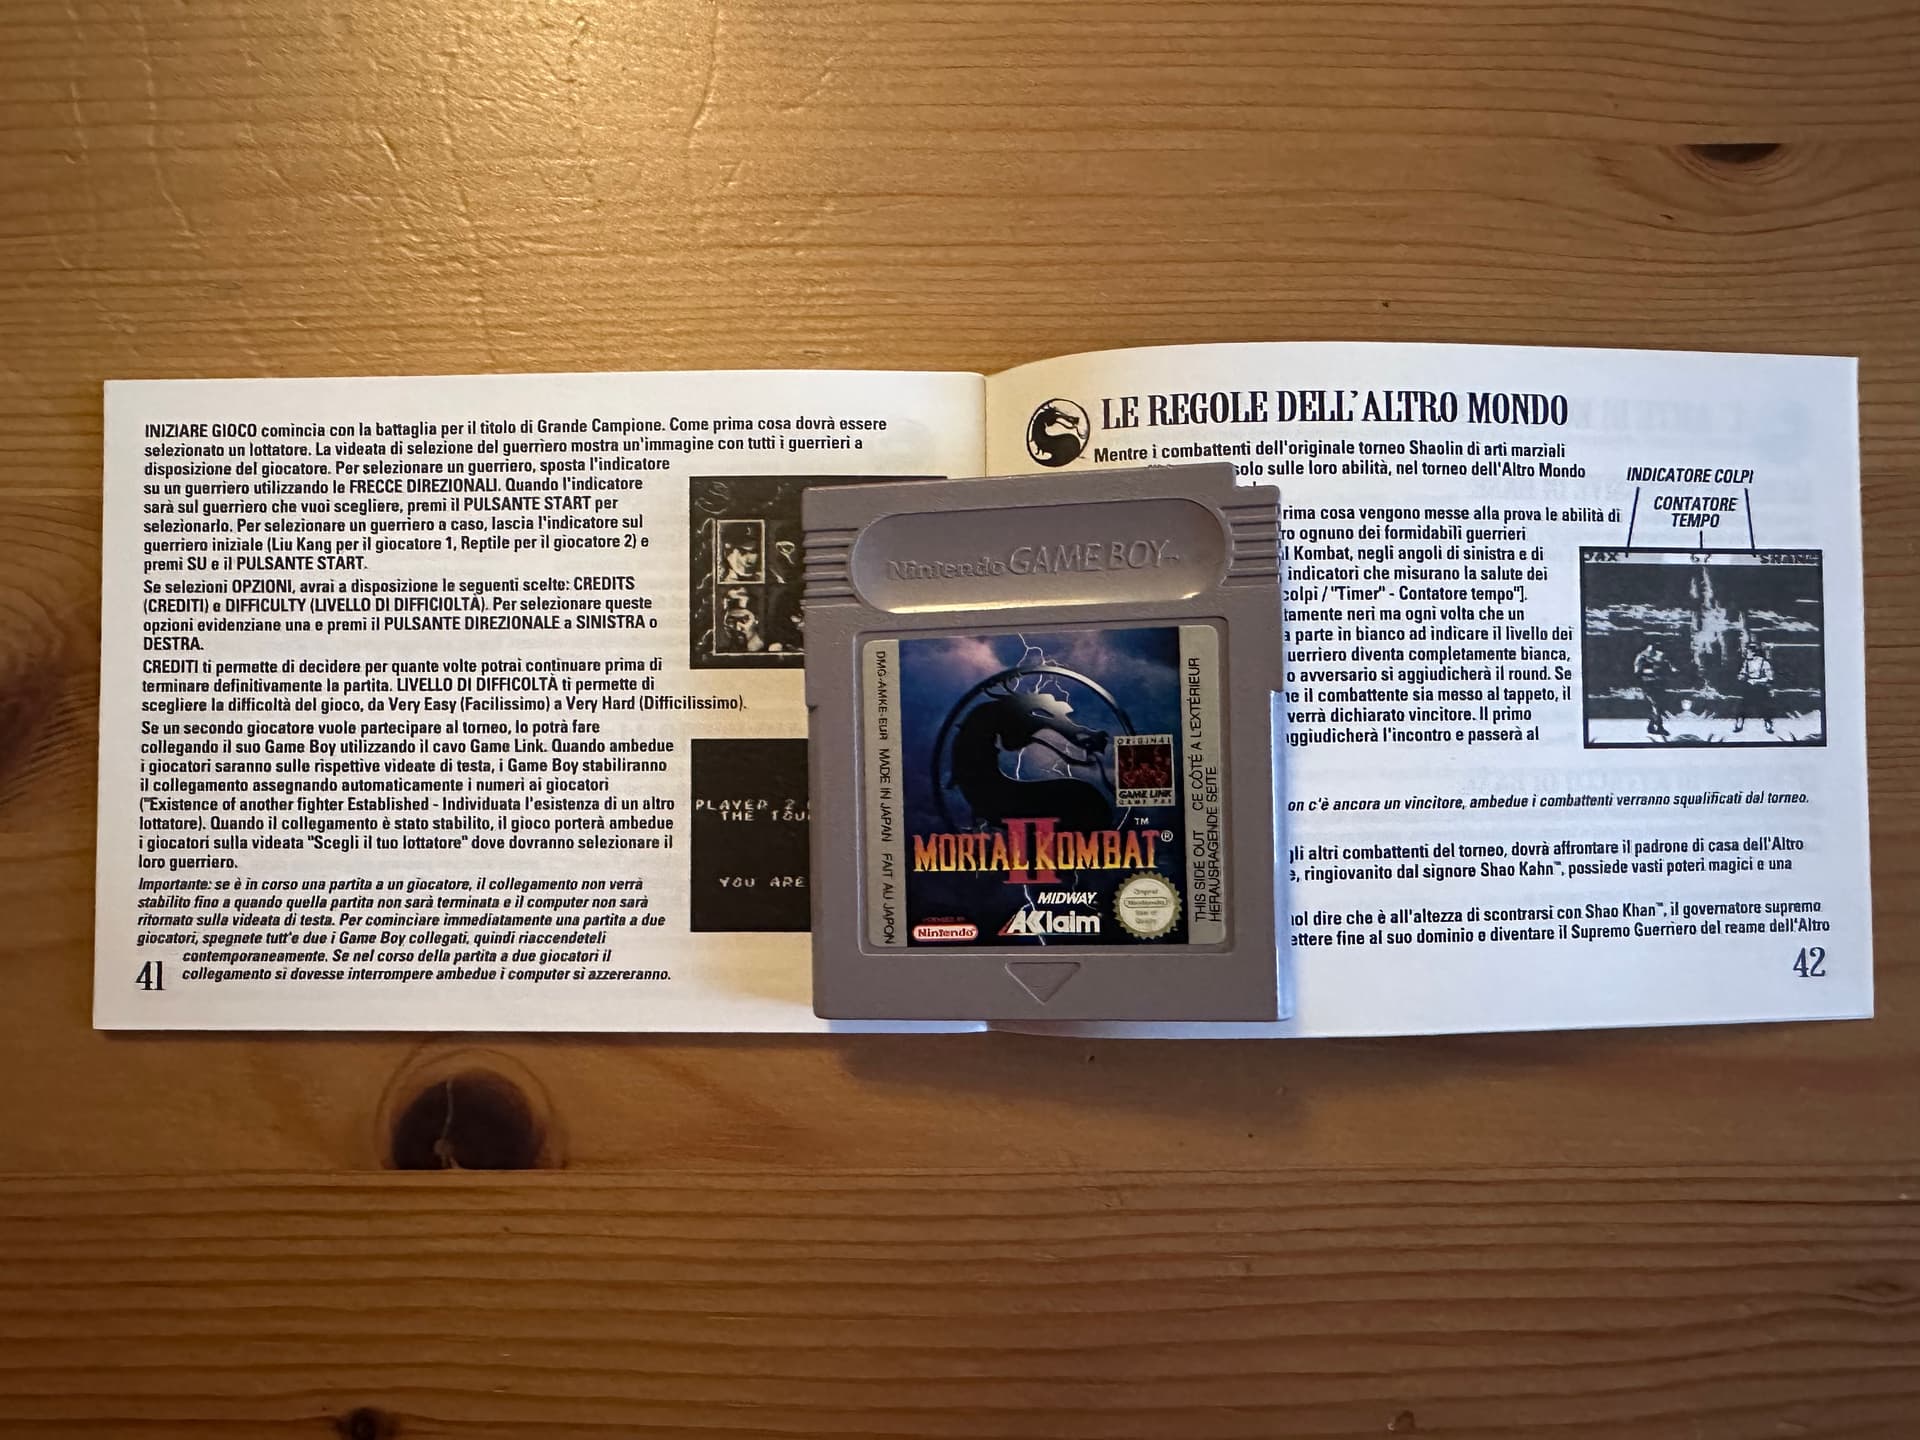 INIZIARE GIOCO comincia con la battaglia per il titolo di Grande Campione. Come prima cosa dovrà essere
selezionato un lottatore. La videata di selezione del guerriero mostra un'immagine con tutti i guerrieri a
disposizione del giocatore. Per selezionare un guerriero, sposta l'indicatore
su un guerriero utilizzando le FRECCE DIREZIONALI. Quando l'indicatore
sarà sul guerriero che vuoi scegliere, premi il PULSANTE START per
selezionarlo. Per selezionare un guerriero a caso, lascia l'indicatore sul
guerriero iniziale (Liu Kang per il giocatore 1, Reptile per il giocatore 2) e
premi SU e il PULSANTE START.
Se selezioni OPZIONI, avrai a disposizione le seguenti scelte: CREDITS
(CREDITI) e DIFFICULTY (LIVELLO DI DIFFICIOLTÀ). Per selezionare queste
opzioni evidenziane una e premi il PULSANTE DIREZIONALE a SINISTRA o
DESTRA.
CREDITI ti permette di decidere per quante volte potrai continuare prima di
terminare definitivamente la partita. LIVELLO DI DIFFICOLTÀ ti permette di
scegliere la difficoltà del gioco, da Very Easy (Facilissimo) a Very Hard (Difficilissimo).
Se un secondo giocatore vuole partecipare al torneo, lo potrà fare
collegando il suo Game Boy utilizzando il cavo Game Link. Quando ambedue
i giocatori saranno sulle rispettive videate di testa, i Game Boy stabiliranno
il collegamento assegnando automaticamente i numeri ai giocatori
("Existence of another fighter Established - Individuata l'esistenza di un altro
lottatore). Quando il collegamento è stato stabilito, il gioco porterà ambedue
i giocatori sulla videata "Scegli il tuo lottatore" dove dovranno selezionare il
loro guerriero.
Importante: se è in corso una partita a un giocatore, il collegamento non verrà
stabilito fino a quando quella partita non sarà terminata e il computer non sarà
ritornato sulla videata di testa. Per cominciare immediatamente una partita a due
giocatori, spegnete tutt'e due i Game Boy collegati, quindi riaccendeteli
contemporaneamente. Se nel corso della partita a due giocatori il
collegamento si dovesse interrompere ambedue i computer si azzereranno.
41
PLAYER 2
THE TOU
YOU ARE
Nintendo GAME BOY™
DMG-AMKE-EUR MADE IN JAPAN FAIT AU JAPON
ORIGINAL
GAME LINK
MORTAL KOMBAT®
II
™
MIDWAY
LICENSED BY
Nintendo
AKKlaim
Original
Nintendo
Seal of
Quality
THIS SIDE OUT CE CÔTÉ A L'EXTÉRIEUR
HERAUSRAGENDE SEITE
LE REGOLE DELL'ALTRO MONDO
Mentre i combattenti dell'originale torneo Shaolin di arti marziali
solo sulle loro abilità, nel torneo dell'Altro Mondo
rima cosa vengono messe alla prova le abilità di
ro ognuno dei formidabili guerrieri
l Kombat, negli angoli di sinistra e di
indicatori che misurano la salute dei
colpi / "Timer" - Contatore tempo"].
tamente neri ma ogni volta che un
a parte in bianco ad indicare il livello dei
uerriero diventa completamente bianca,
o avversario si aggiudicherà il round. Se
ne il combattente sia messo al tappeto, il
verrà dichiarato vincitore. Il primo
aggiudicherà l'incontro e passerà al
INDICATORE COLPI
CONTATORE
TEMPO
JAX 67 SHANG
on c'è ancora un vincitore, ambedue i combattenti verranno squalificati dal torneo.
gli altri combattenti del torneo, dovrà affrontare il padrone di casa dell'Altro
e, ringiovanito dal signore Shao Kahn™, possiede vasti poteri magici e una
uol dire che è all'altezza di scontrarsi con Shao Khan™, il governatore supremo
ettere fine al suo dominio e diventare il Supremo Guerriero del reame dell'Altro
42